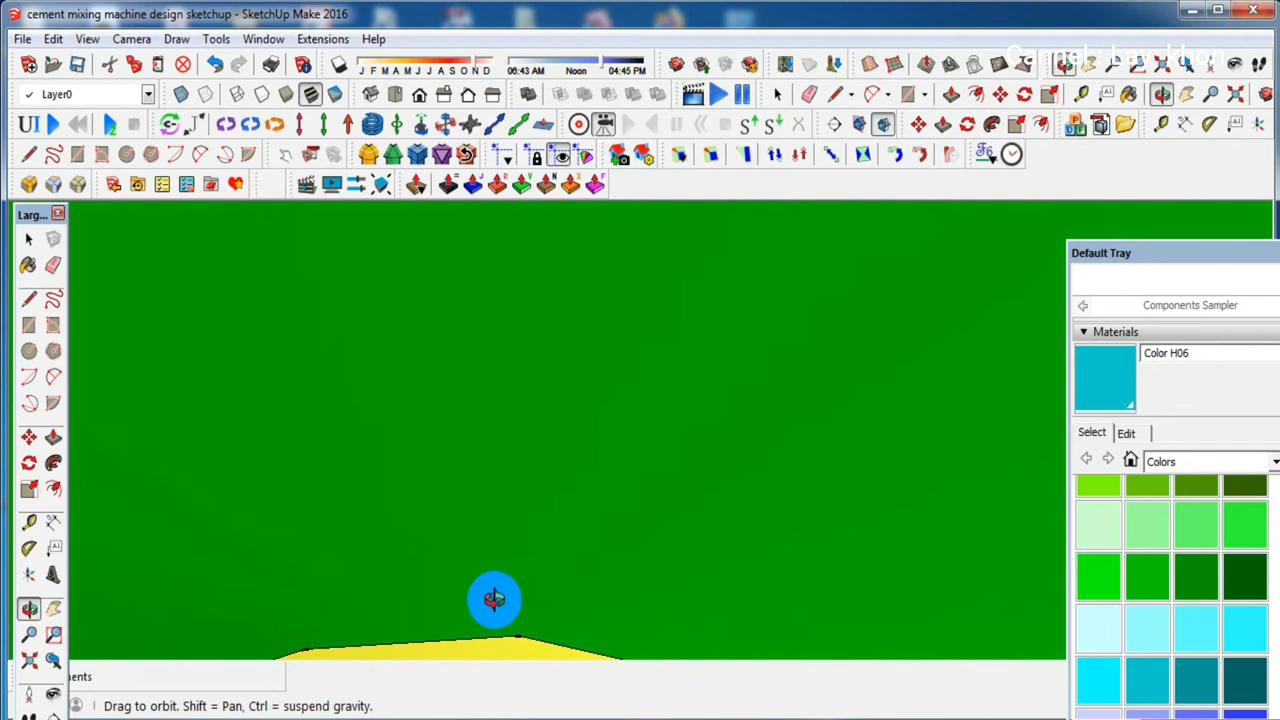 cement mixing machine design sketchup - SketchUp Make 2016
File Edit View Camera Draw Tools Window Extensions Help
J F M A M J J A S O N D 06:43 AM Noon 04:45 PM
Layer0
UI
Larg...
Default Tray
Components Sampler
Materials
Color H06
Select Edit
Colors
ents
Drag to orbit. Shift = Pan, Ctrl = suspend gravity.